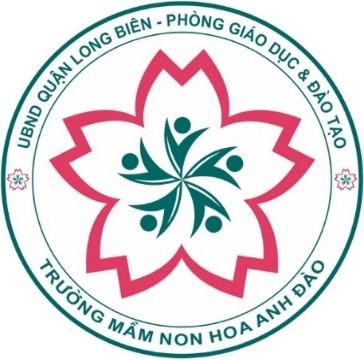 UBND QUẬN LONG BIÊN - PHÒNG GIÁO DỤC & ĐÀO TẠO
TRƯỜNG MẦM NON HOA ANH ĐÀO